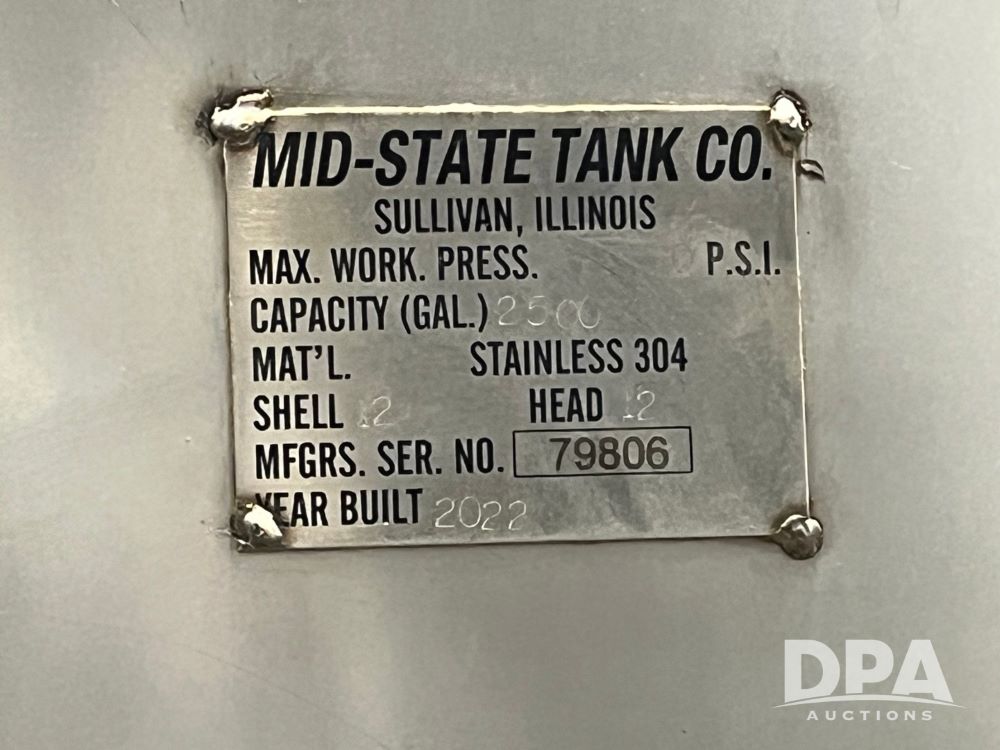 MID-STATE TANK CO.
SULLIVAN, ILLINOIS
MAX. WORK. PRESS. 0 P.S.I.
CAPACITY (GAL.) 2500
MAT'L. STAINLESS 304
SHELL 12 HEAD 12
MFGRS. SER. NO. 79806
YEAR BUILT 2022
DPA
AUCTIONS